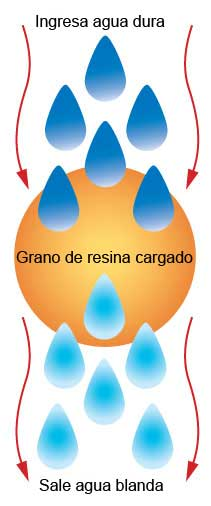 Ingresa agua dura
Grano de resina cargado
Sale agua blanda